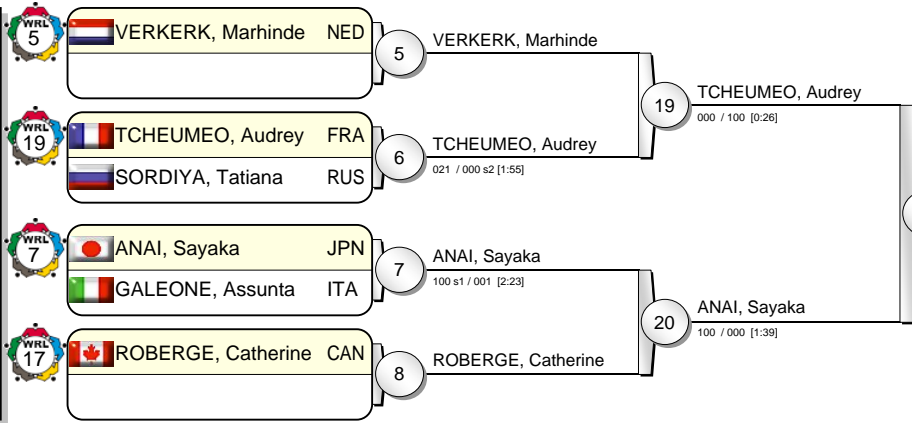 WRL
5
VERKERK, Marhinde NED
5
VERKERK, Marhinde
WRL
19
TCHEUMEO, Audrey FRA
SORDIYA, Tatiana RUS
6
TCHEUMEO, Audrey
021 / 000 s2 [1:55]
19
TCHEUMEO, Audrey
000 / 100 [0:26]
WRL
7
ANAI, Sayaka JPN
GALEONE, Assunta ITA
7
ANAI, Sayaka
100 s1 / 001 [2:23]
WRL
17
ROBERGE, Catherine CAN
8
ROBERGE, Catherine
20
ANAI, Sayaka
100 / 000 [1:39]